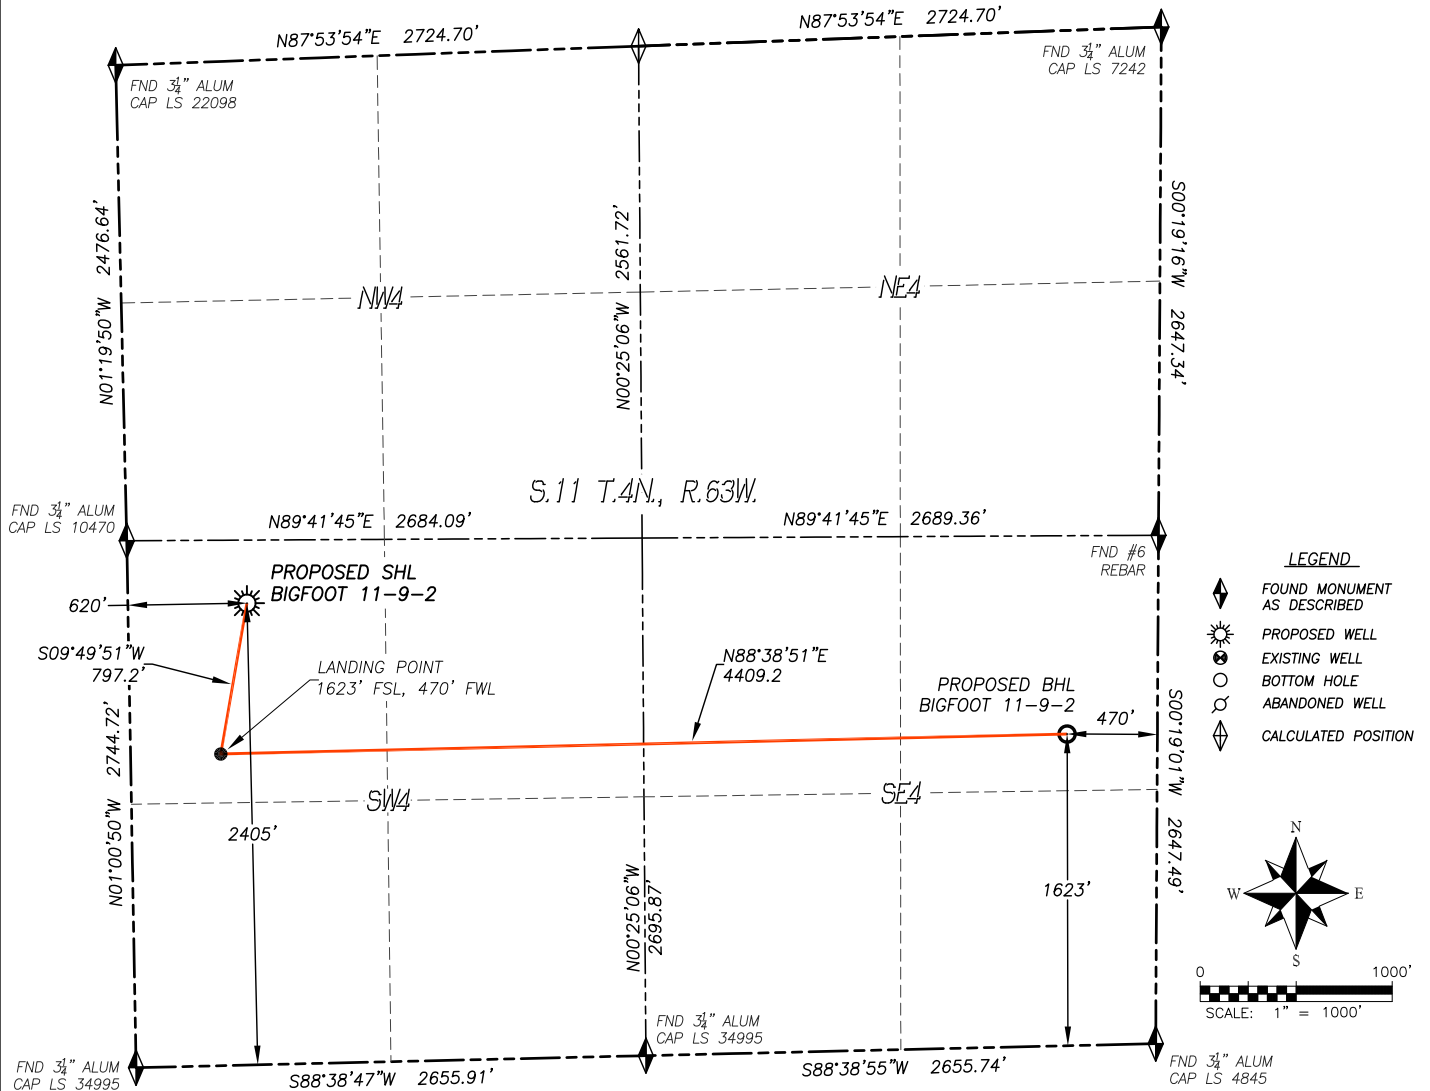 N87°53'54"E 2724.70'
N87°53'54"E 2724.70'
FND 3¼" ALUM
CAP LS 22098
FND 3¼" ALUM
CAP LS 7242
N01°19'50"W 2476.64'
N00°25'06"W 2561.72'
S00°19'16"W 2647.34'
NW4
NE4
S.11 T.4N., R.63W.
FND 3¼" ALUM
CAP LS 10470
N89°41'45"E 2684.09'
N89°41'45"E 2689.36'
FND #6
REBAR
PROPOSED SHL
BIGFOOT 11-9-2
620'
S09°49'51"W
797.2'
LANDING POINT
1623' FSL, 470' FWL
N88°38'51"E
4409.2
PROPOSED BHL
BIGFOOT 11-9-2
470'
N01°00'50"W 2744.72'
S00°19'01"W 2647.49'
SW4
SE4
2405'
1623'
N00°25'06"W
2695.87'
FND 3¼" ALUM
CAP LS 34995
FND 3¼" ALUM
CAP LS 34995
S88°38'47"W 2655.91'
S88°38'55"W 2655.74'
FND 3¼" ALUM
CAP LS 4845
LEGEND
FOUND MONUMENT
AS DESCRIBED
PROPOSED WELL
EXISTING WELL
BOTTOM HOLE
ABANDONED WELL
CALCULATED POSITION
N
W E
S
0 1000'
SCALE: 1" = 1000'